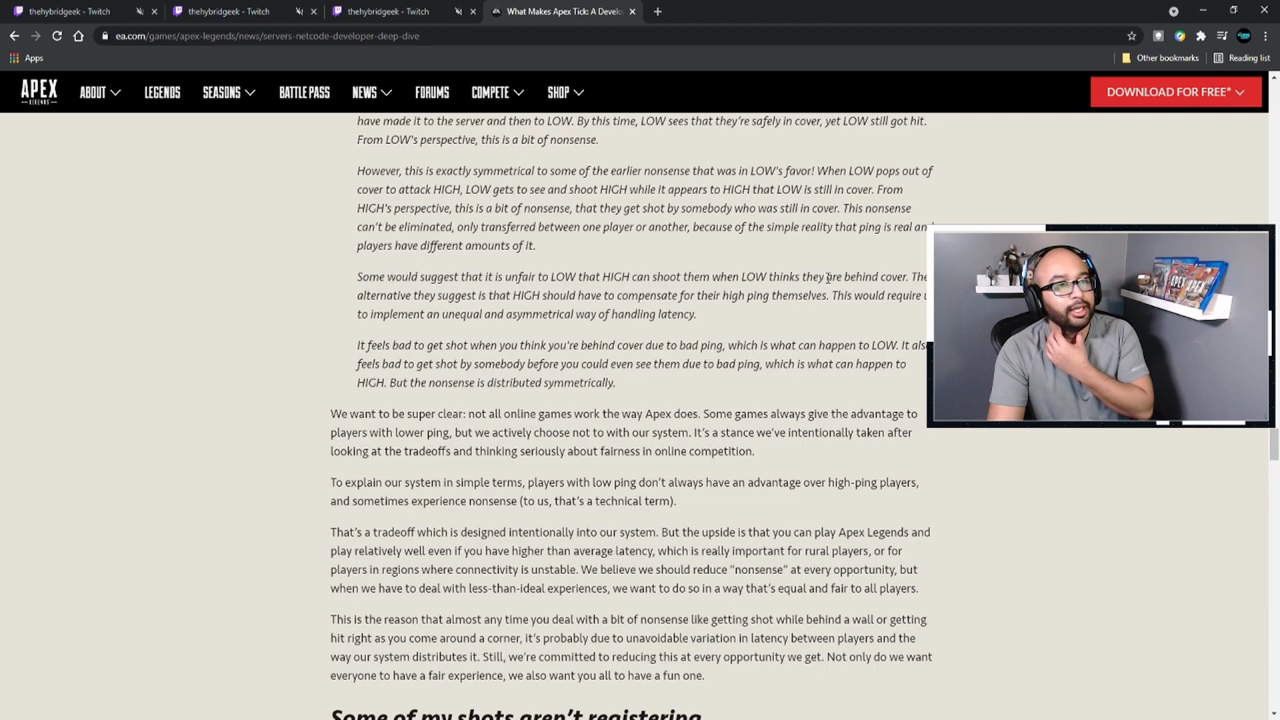 thehybridgeek - Twitch
thehybridgeek - Twitch
thehybridgeek - Twitch
What Makes Apex Tick: A Develo
ea.com/games/apex-legends/news/servers-netcode-developer-deep-dive
Apps
Other bookmarks
Reading list
APEX
LEGENDS
ABOUT
LEGENDS
SEASONS
BATTLE PASS
NEWS
FORUMS
COMPETE
SHOP
DOWNLOAD FOR FREE*
have made it to the server and then to LOW. By this time, LOW sees that they're safely in cover, yet LOW still got hit.
From LOW's perspective, this is a bit of nonsense.
However, this is exactly symmetrical to some of the earlier nonsense that was in LOW's favor! When LOW pops out of
cover to attack HIGH, LOW gets to see and shoot HIGH while it appears to HIGH that LOW is still in cover. From
HIGH's perspective, this is a bit of nonsense, that they get shot by somebody who was still in cover. This nonsense
can't be eliminated, only transferred between one player or another, because of the simple reality that ping is real and
players have different amounts of it.
Some would suggest that it is unfair to LOW that HIGH can shoot them when LOW thinks they are behind cover. The
alternative they suggest is that HIGH should have to compensate for their high ping themselves. This would require
to implement an unequal and asymmetrical way of handling latency.
It feels bad to get shot when you think you're behind cover due to bad ping, which is what can happen to LOW. It also
feels bad to get shot by somebody before you could even see them due to bad ping, which is what can happen to
HIGH. But the nonsense is distributed symmetrically.
We want to be super clear: not all online games work the way Apex does. Some games always give the advantage to
players with lower ping, but we actively choose not to with our system. It's a stance we've intentionally taken after
looking at the tradeoffs and thinking seriously about fairness in online competition.
To explain our system in simple terms, players with low ping don't always have an advantage over high-ping players,
and sometimes experience nonsense (to us, that's a technical term).
That's a tradeoff which is designed intentionally into our system. But the upside is that you can play Apex Legends and
play relatively well even if you have higher than average latency, which is really important for rural players, or for
players in regions where connectivity is unstable. We believe we should reduce "nonsense" at every opportunity, but
when we have to deal with less-than-ideal experiences, we want to do so in a way that's equal and fair to all players.
This is the reason that almost any time you deal with a bit of nonsense like getting shot while behind a wall or getting
hit right as you come around a corner, it's probably due to unavoidable variation in latency between players and the
way our system distributes it. Still, we're committed to reducing this at every opportunity we get. Not only do we want
everyone to have a fair experience, we also want you all to have a fun one.
Some of my shots aren't registering